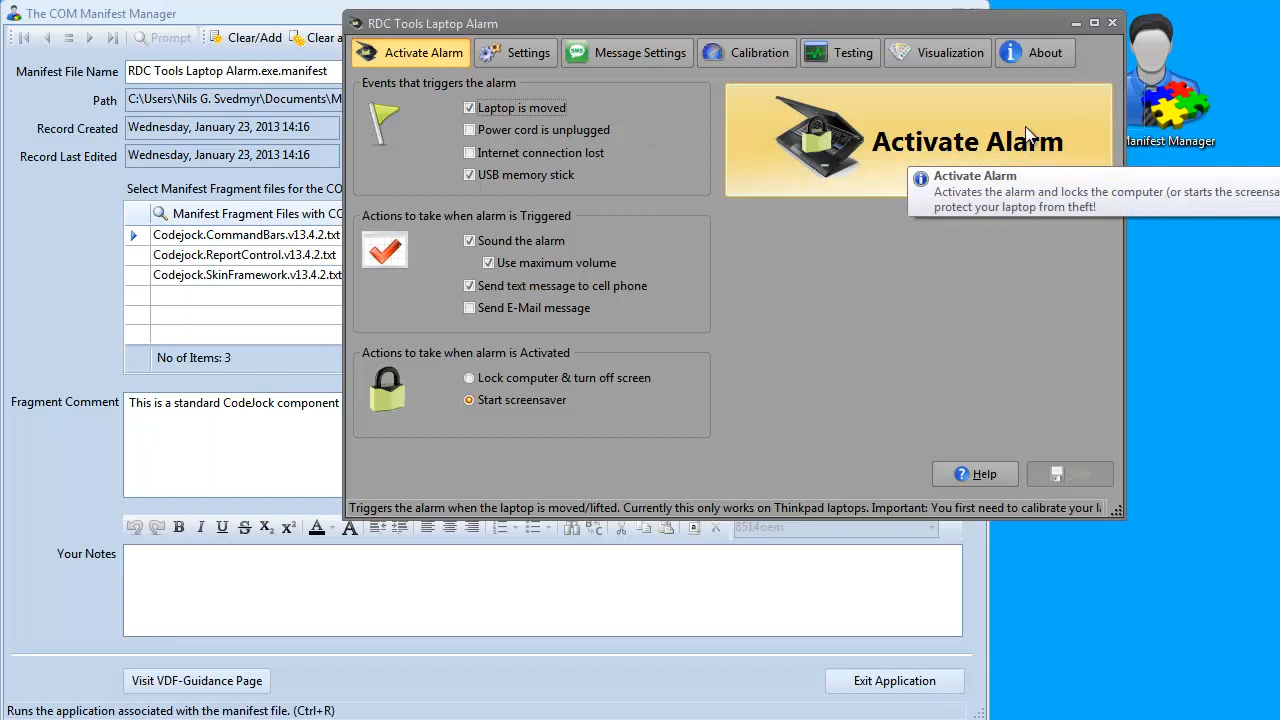 The COM Manifest Manager
Prompt
Clear/Add
Clear a
Manifest File Name
RDC Tools Laptop Alarm.exe.manifest
Path
C:\Users\Nils G. Svedmyr\Documents\M
Record Created
Wednesday, January 23, 2013 14:16
Record Last Edited
Wednesday, January 23, 2013 14:16
Select Manifest Fragment files for the CO
Manifest Fragment Files with CO
Codejock.CommandBars.v13.4.2.txt
Codejock.ReportControl.v13.4.2.txt
Codejock.SkinFramework.v13.4.2.txt
No of Items: 3
Fragment Comment
This is a standard CodeJock component
RDC Tools Laptop Alarm
Activate Alarm
Settings
SMS
Message Settings
Calibration
Testing
Visualization
About
Events that triggers the alarm
Laptop is moved
Power cord is unplugged
Internet connection lost
USB memory stick
Actions to take when alarm is Triggered
Sound the alarm
Use maximum volume
Send text message to cell phone
Send E-Mail message
Actions to take when alarm is Activated
Lock computer & turn off screen
Start screensaver
Activate Alarm
Activate Alarm
Activates the alarm and locks the computer (or starts the screensa
protect your laptop from theft!
Help
Triggers the alarm when the laptop is moved/lifted. Currently this only works on Thinkpad laptops. Important: You first need to calibrate your la
Manifest Manager
8514oem
Your Notes
Visit VDF-Guidance Page
Exit Application
Runs the application associated with the manifest file. (Ctrl+R)